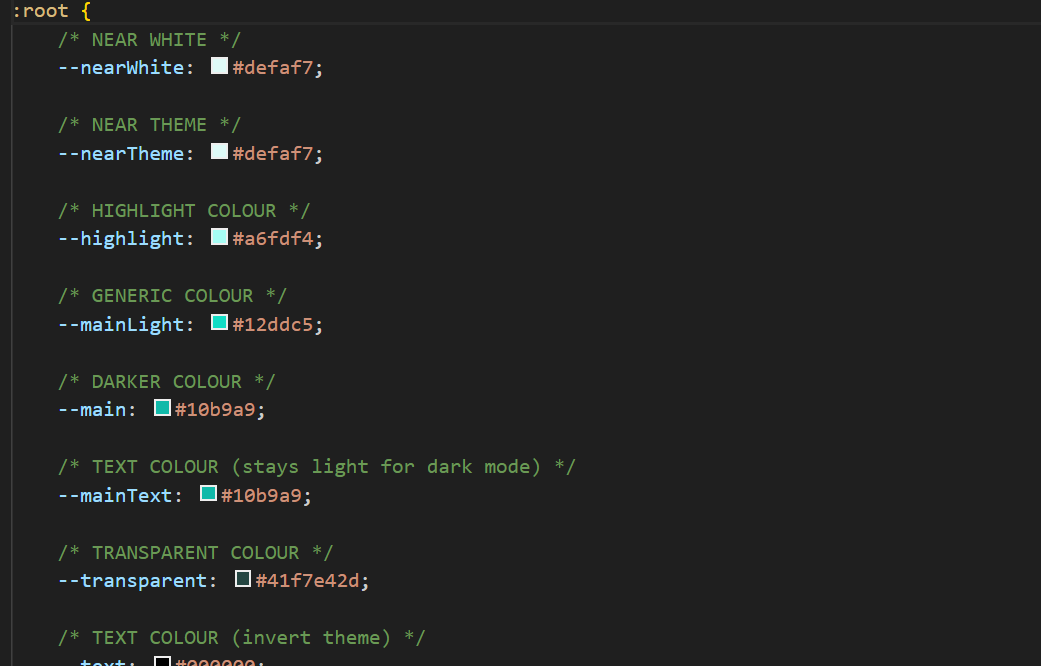 :root {
/* NEAR WHITE */
--nearWhite: #defaf7;
/* NEAR THEME */
--nearTheme: #defaf7;
/* HIGHLIGHT COLOUR */
--highlight: #a6fdf4;
/* GENERIC COLOUR */
--mainLight: #12ddc5;
/* DARKER COLOUR */
--main: #10b9a9;
/* TEXT COLOUR (stays light for dark mode) */
--mainText: #10b9a9;
/* TRANSPARENT COLOUR */
--transparent: #41f7e42d;
/* TEXT COLOUR (invert theme) */
--text: #000000;